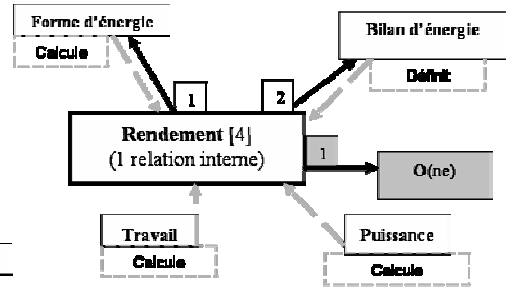 Forme d'énergie
Calcule
Bilan d'énergie
Définit
1
2
Rendement [4]
(1 relation interne)
1
O(ne)
Travail
Calcule
Puissance
Calcule